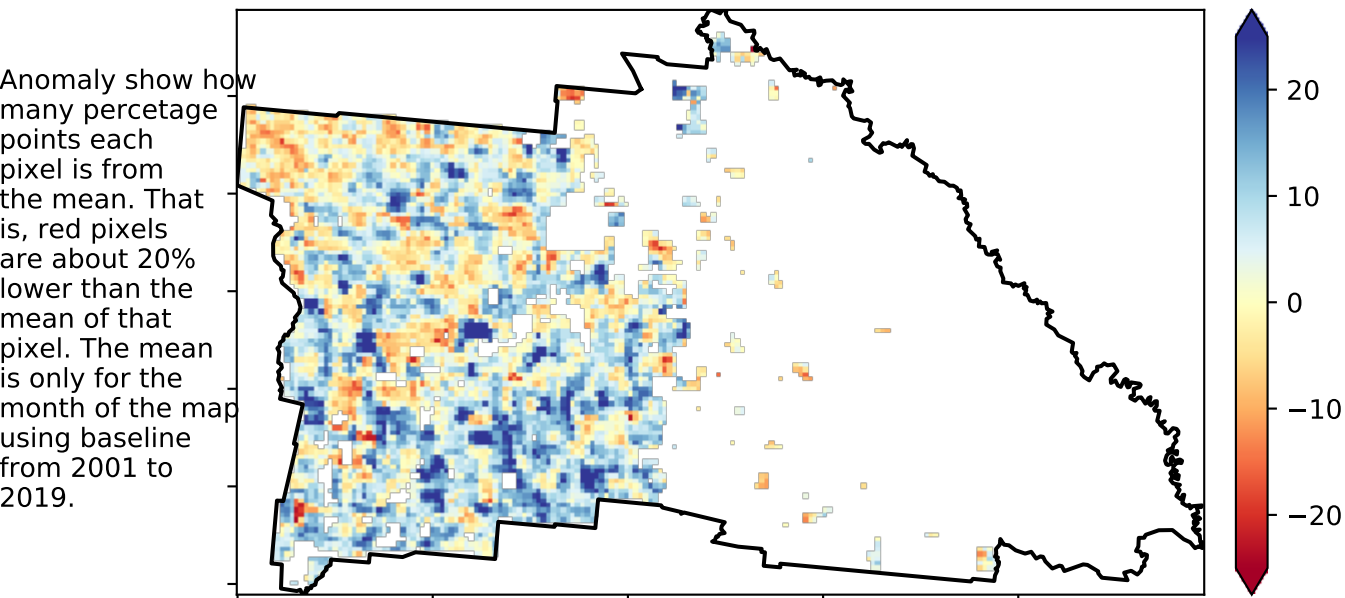 Anomaly show how
many percetage
points each
pixel is from
the mean. That
is, red pixels
are about 20%
lower than the
mean of that
pixel. The mean
is only for the
month of the map
using baseline
from 2001 to
2019.
20
10
0
−10
−20